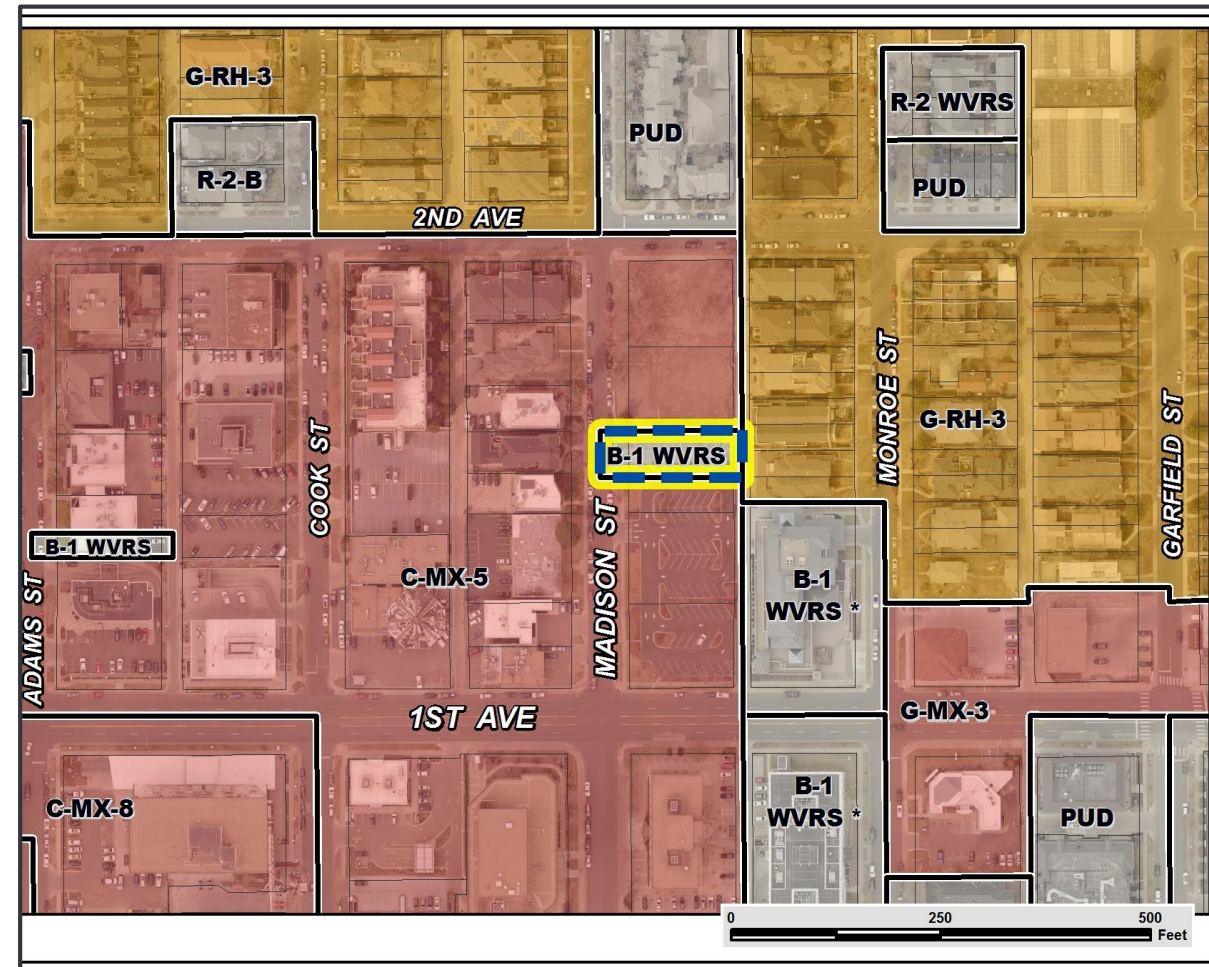 G-RH-3
R-2-B
PUD
R-2 WVRS
PUD
2ND AVE
COOK ST
MONROE ST
GARFIELD ST
G-RH-3
B-1 WVRS
B-1 WVRS
ADAMS ST
MADISON ST
C-MX-5
B-1
WVRS *
1ST AVE
G-MX-3
C-MX-8
B-1
WVRS *
PUD
0 250 500
Feet